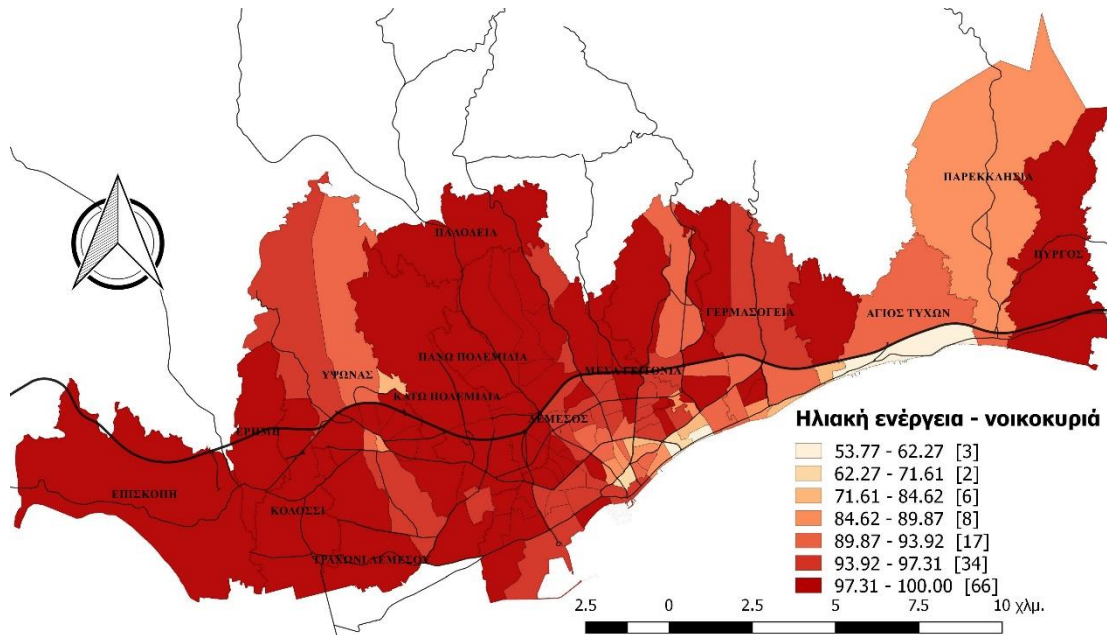 ΠΑΡΕΚΚΛΗΣΙΑ
ΠΑΛΟΔΕΙΑ
ΠΥΡΓΟΣ
ΓΕΡΜΑΣΟΓΕΙΑ
ΑΓΙΟΣ ΤΥΧΩΝ
ΠΑΝΩ ΠΟΛΕΜΙΔΙΑ
ΥΨΩΝΑΣ
ΜΕΣΑ ΓΕΙΤΟΝΙΑ
ΚΑΤΩ ΠΟΛΕΜΙΔΙΑ
ΛΕΜΕΣΟΣ
ΕΡΗΜΗ
ΕΠΙΣΚΟΠΗ
ΚΟΛΟΣΣΙ
ΤΡΑΧΩΝΙ ΛΕΜΕΣΟΥ
Ηλιακή ενέργεια - νοικοκυριά
53.77 - 62.27 [3]
62.27 - 71.61 [2]
71.61 - 84.62 [6]
84.62 - 89.87 [8]
89.87 - 93.92 [17]
93.92 - 97.31 [34]
97.31 - 100.00 [66]
2.5 0 2.5 5 7.5 10 χλμ.